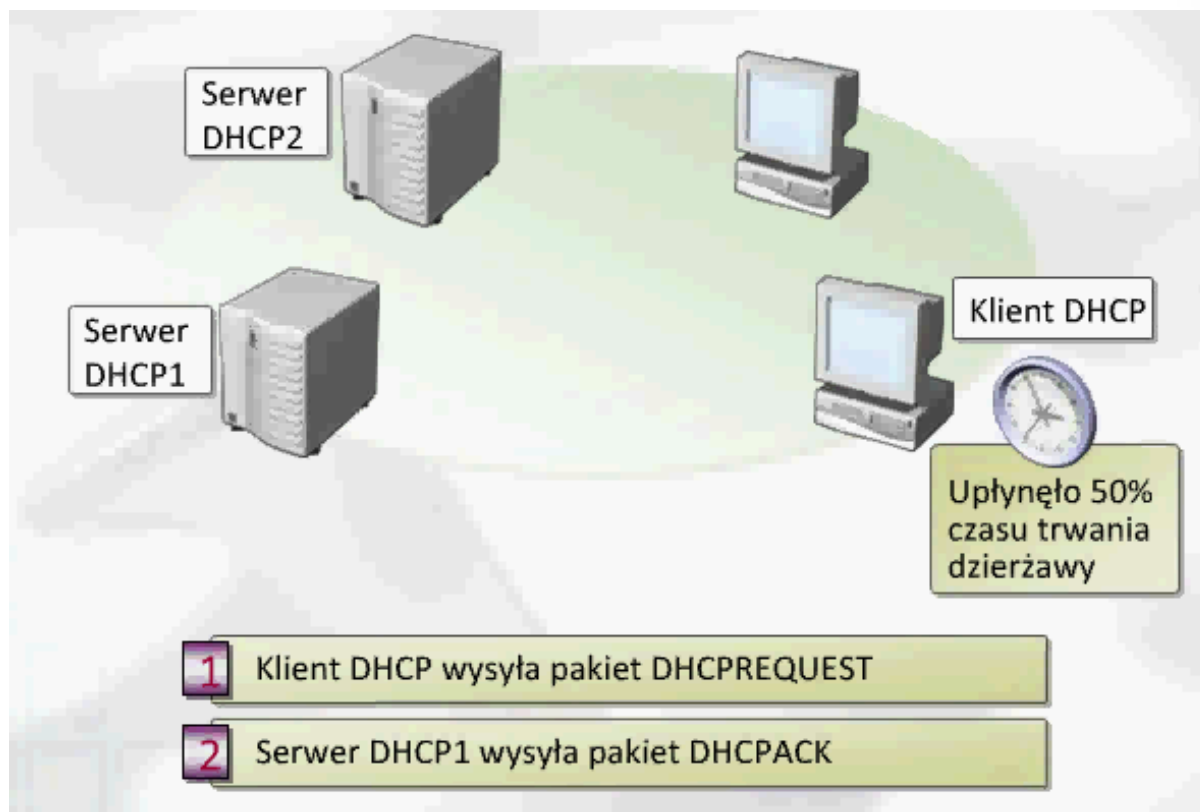 Serwer
DHCP2
Serwer
DHCP1
Klient DHCP
Upłynęło 50%
czasu trwania
dzierżawy
1 Klient DHCP wysyła pakiet DHCPREQUEST
2 Serwer DHCP1 wysyła pakiet DHCPACK